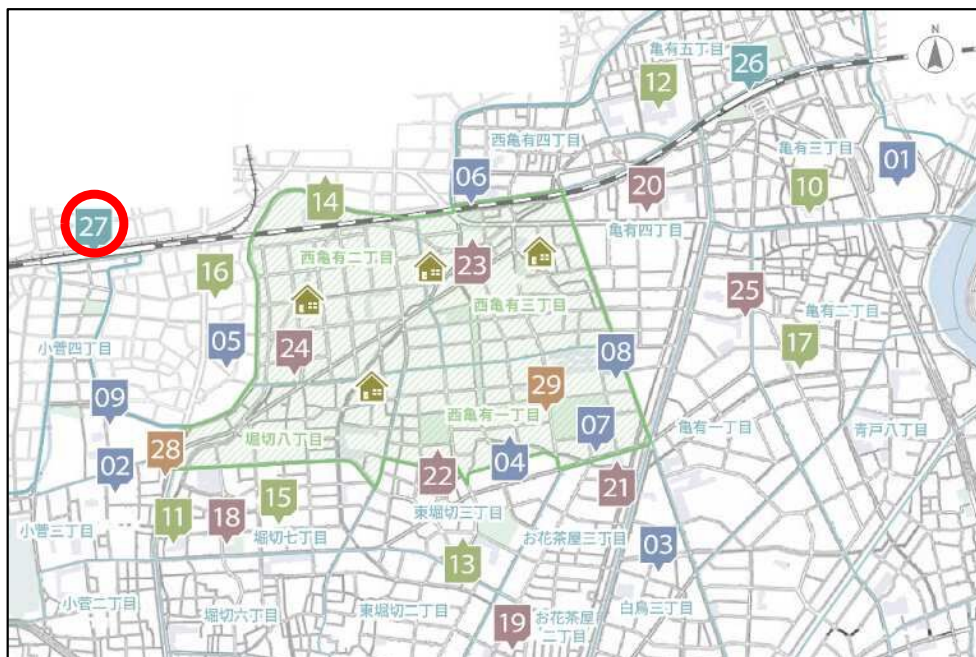 N
亀有五丁目
26
12
西亀有四丁目
亀有三丁目
01
06
20
10
14
27
亀有四丁目
西亀有二丁目
23
16
25
西亀有三丁目
亀有二丁目
小菅四丁目
05
24
08
17
29
09
西亀有一丁目
07
亀有一丁目
青戸八丁目
堀切八丁目
28
02
04
22
21
15
東堀切三丁目
11
18
小菅三丁目
堀切七丁目
お花茶屋三丁目
03
13
小菅二丁目
堀切六丁目
東堀切二丁目
19
お花茶屋
二丁目
白鳥三丁目